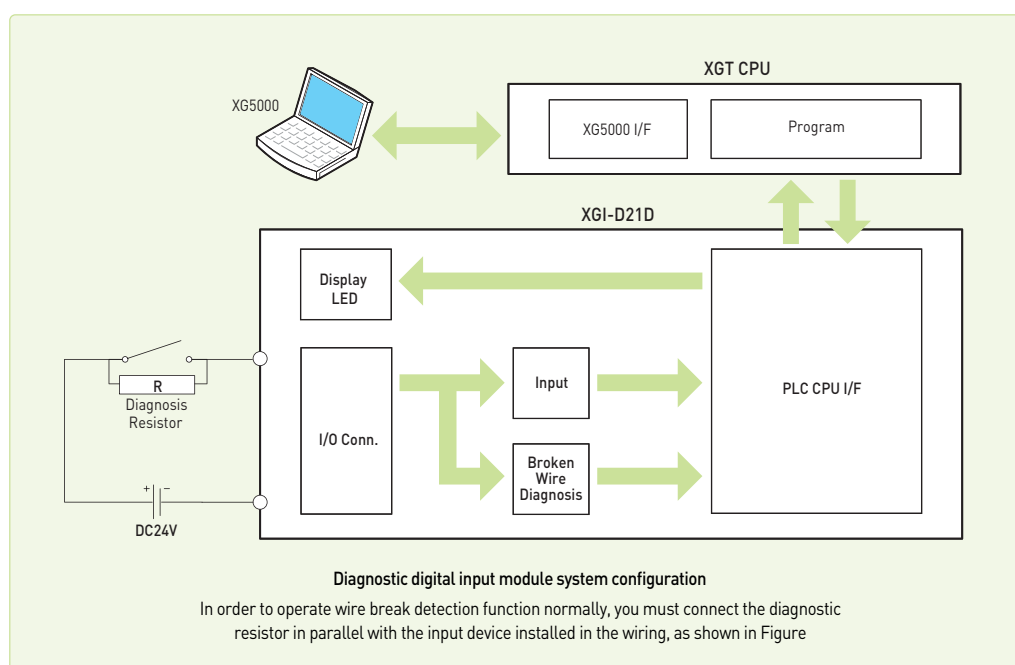 XGT CPU
XG5000
XG5000 I/F
Program
XGI-D21D
Display
LED
R
Diagnosis
Resistor
I/O Conn.
Input
Broken
Wire
Diagnosis
PLC CPU I/F
+ −
DC24V
Diagnostic digital input module system configuration
In order to operate wire break detection function normally, you must connect the diagnostic
resistor in parallel with the input device installed in the wiring, as shown in Figure